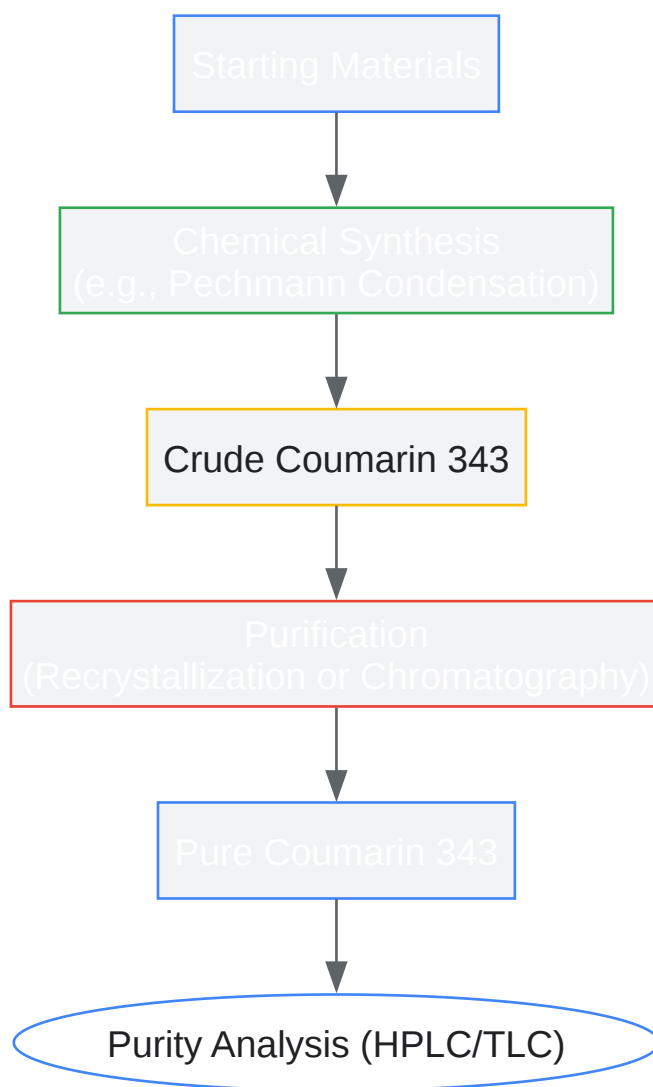 Starting Materials
Chemical Synthesis
(e.g., Pechmann Condensation)
Crude Coumarin 343
Purification
(Recrystallization or Chromatography)
Pure Coumarin 343
Purity Analysis (HPLC/TLC)